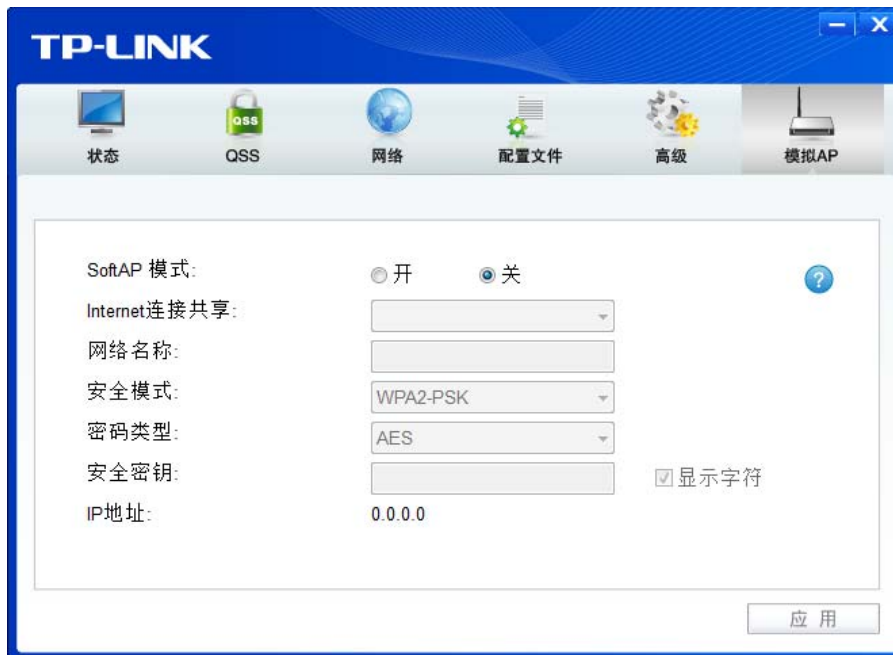 TP-LINK
QSS
状态 QSS 网络 配置文件 高级 模拟AP
SoftAP 模式: 开 关
?
Internet连接共享:
网络名称:
安全模式: WPA2-PSK
密码类型: AES
安全密钥: 显示字符
IP地址: 0.0.0.0
应 用